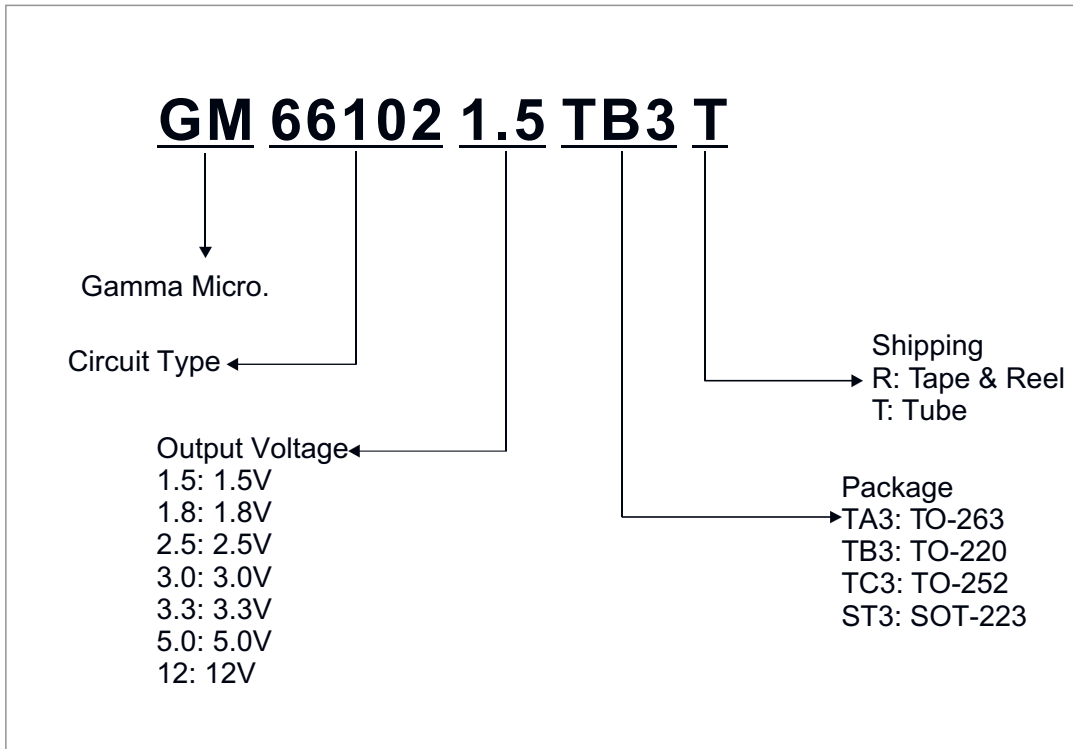 GM 66102 1.5 TB3 T
Gamma Micro.
Circuit Type
Output Voltage
1.5: 1.5V
1.8: 1.8V
2.5: 2.5V
3.0: 3.0V
3.3: 3.3V
5.0: 5.0V
12: 12V
Shipping
R: Tape & Reel
T: Tube
Package
TA3: TO-263
TB3: TO-220
TC3: TO-252
ST3: SOT-223